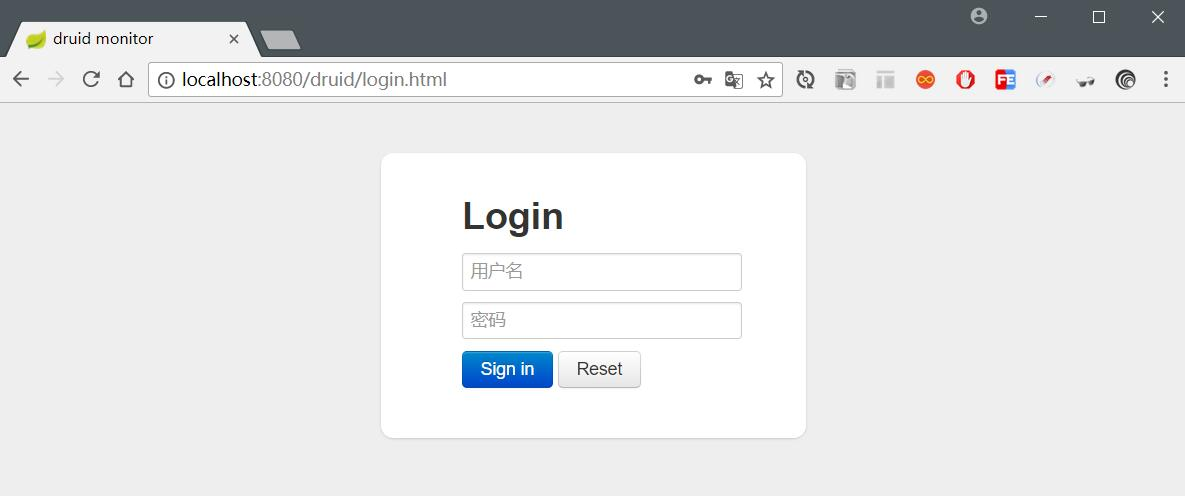 druid monitor
localhost:8080/druid/login.html
Login
用户名
密码
Sign in Reset